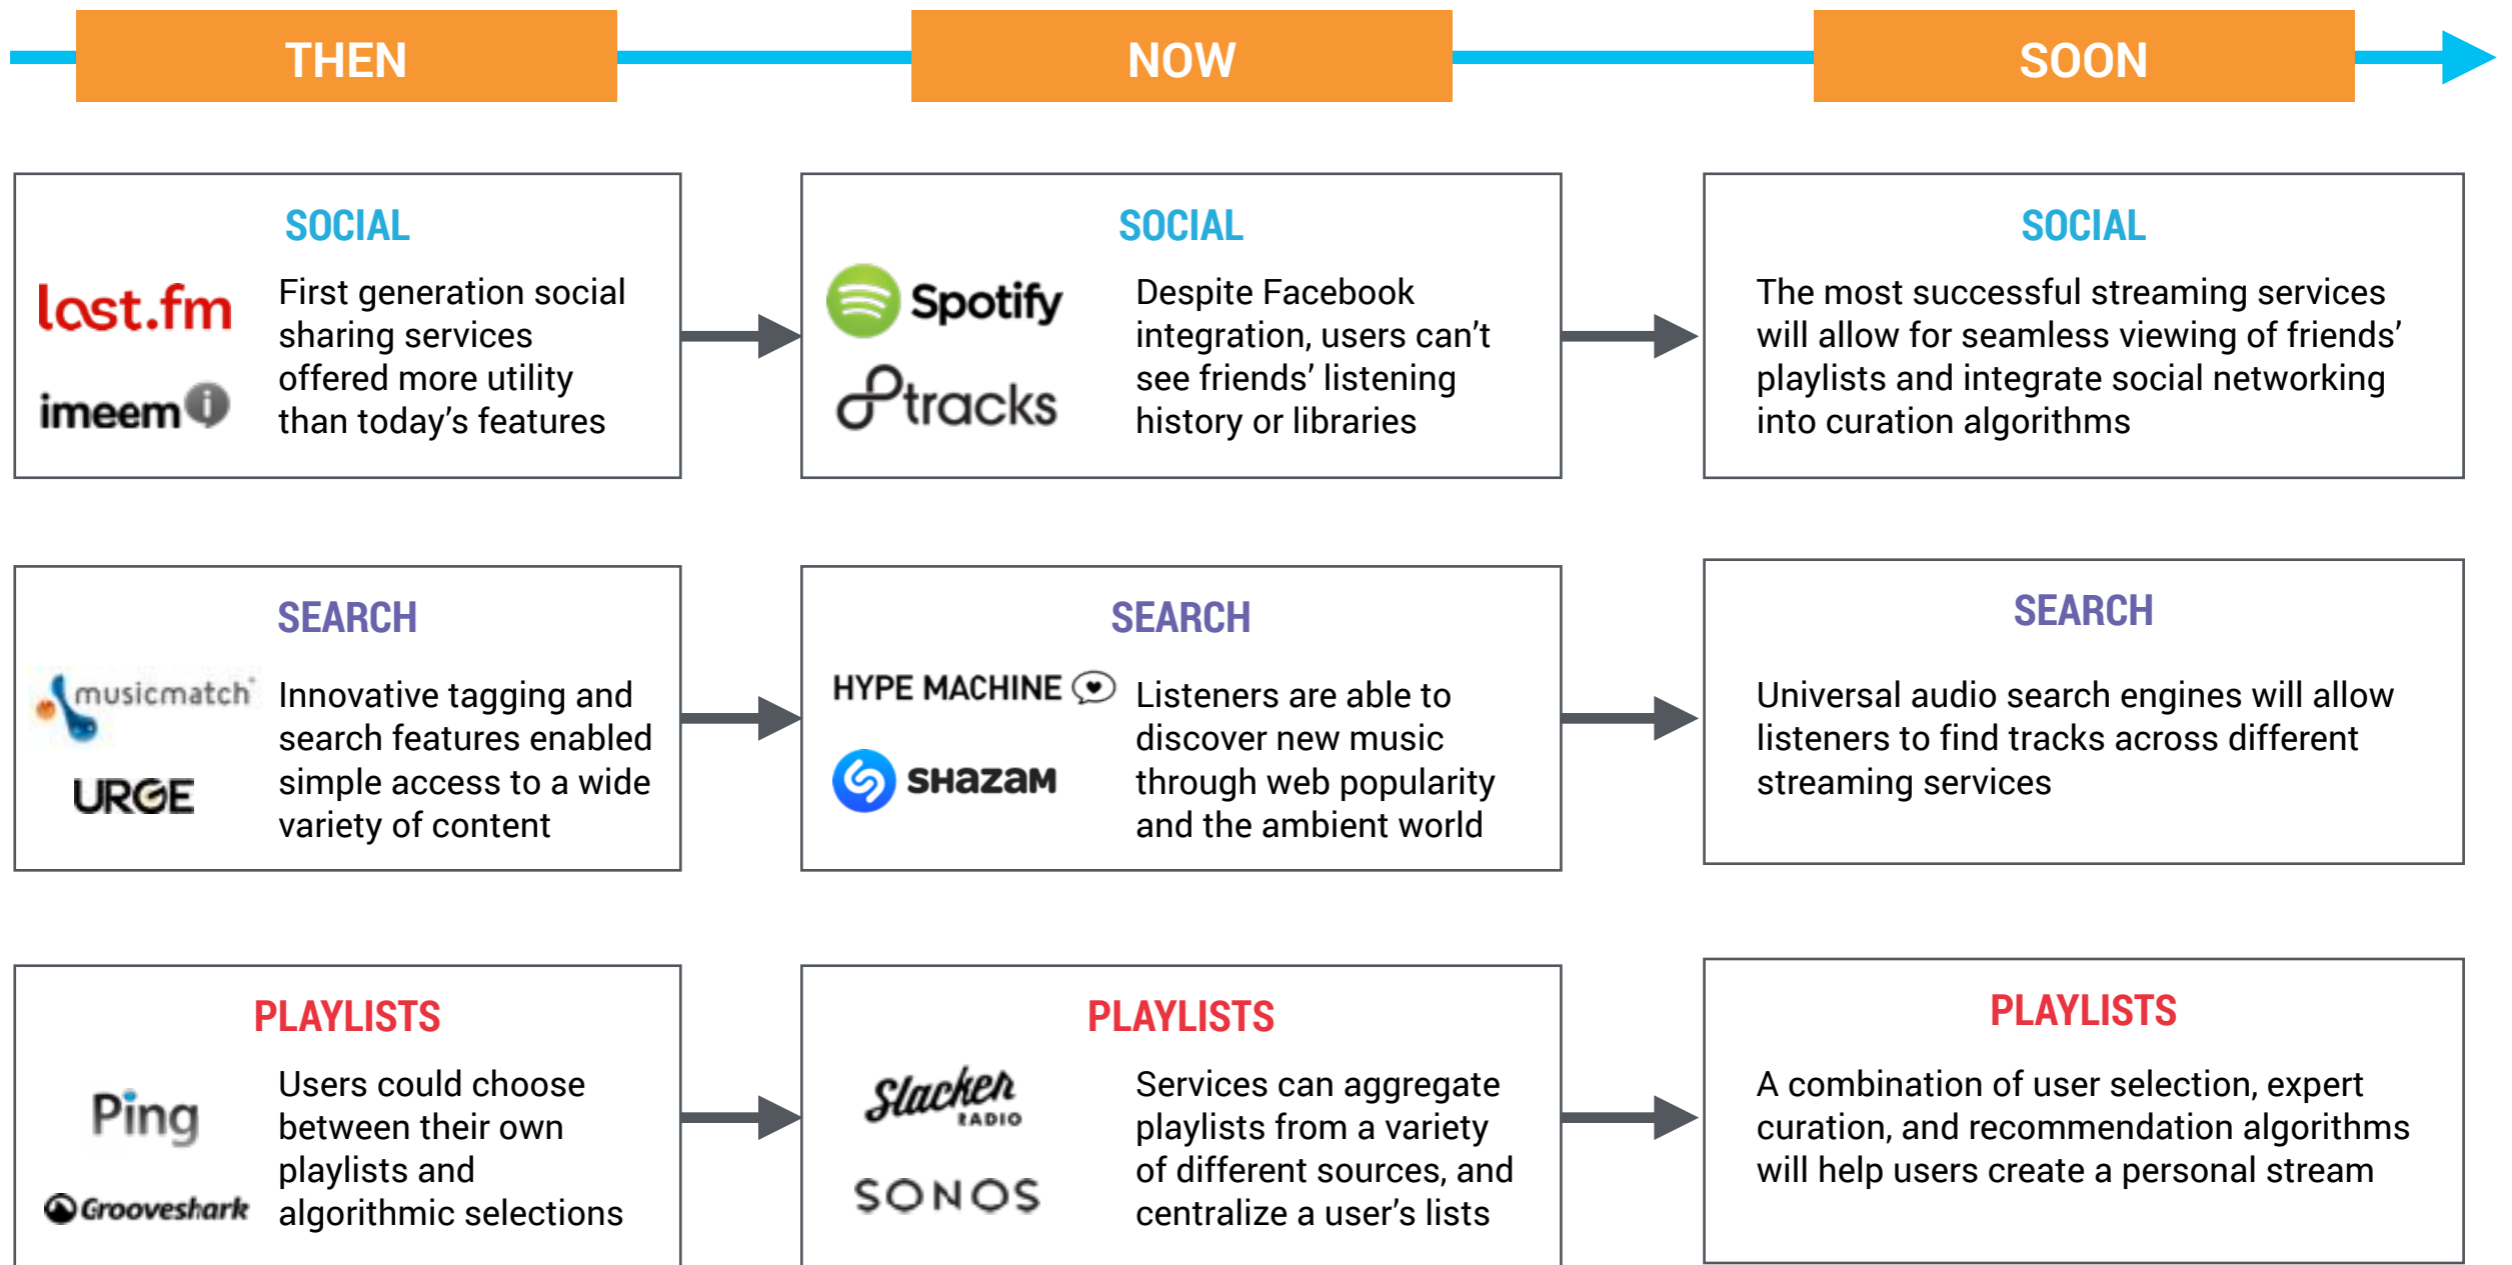 THEN
NOW
SOON
SOCIAL
last.fm
imeem
First generation social
sharing services
offered more utility
than today's features
SOCIAL
Spotify
8tracks
Despite Facebook
integration, users can't
see friends' listening
history or libraries
SOCIAL
The most successful streaming services
will allow for seamless viewing of friends'
playlists and integrate social networking
into curation algorithms
SEARCH
musicmatch
URGE
Innovative tagging and
search features enabled
simple access to a wide
variety of content
SEARCH
HYPE MACHINE
SHAZAM
Listeners are able to
discover new music
through web popularity
and the ambient world
SEARCH
Universal audio search engines will allow
listeners to find tracks across different
streaming services
PLAYLISTS
Ping
Grooveshark
Users could choose
between their own
playlists and
algorithmic selections
PLAYLISTS
Slacker
RADIO
SONOS
Services can aggregate
playlists from a variety
of different sources, and
centralize a user's lists
PLAYLISTS
A combination of user selection, expert
curation, and recommendation algorithms
will help users create a personal stream